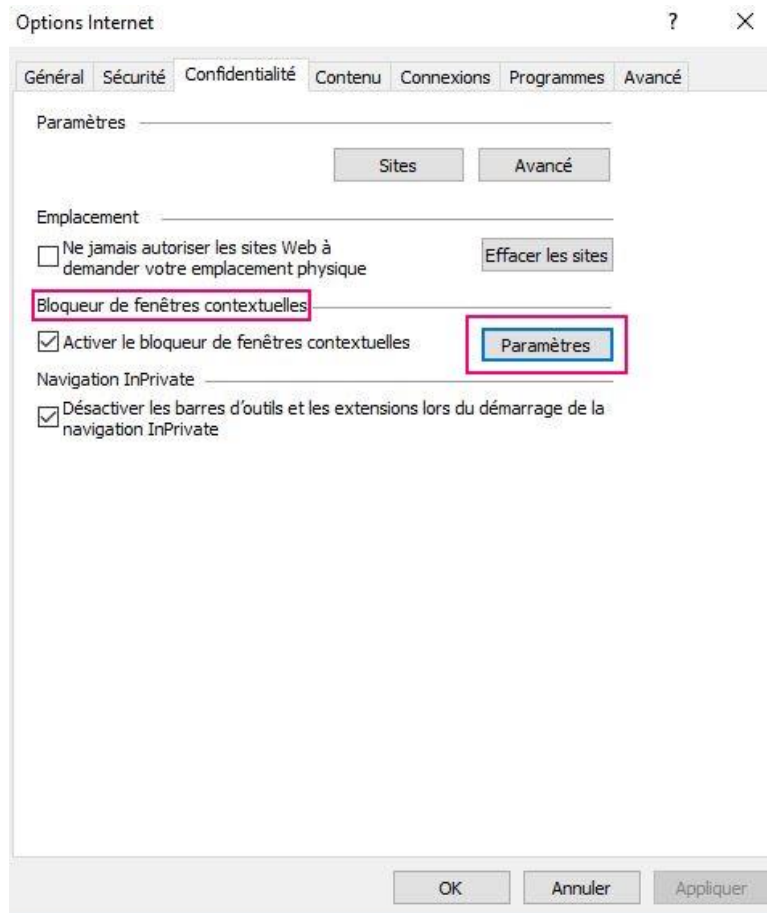 Options Internet ? ✕
Général Sécurité Confidentialité Contenu Connexions Programmes Avancé
Paramètres
Sites Avancé
Emplacement
Ne jamais autoriser les sites Web à
demander votre emplacement physique
Effacer les sites
Bloqueur de fenêtres contextuelles
Activer le bloqueur de fenêtres contextuelles Paramètres
Navigation InPrivate
Désactiver les barres d’outils et les extensions lors du démarrage de la
navigation InPrivate
OK Annuler Appliquer